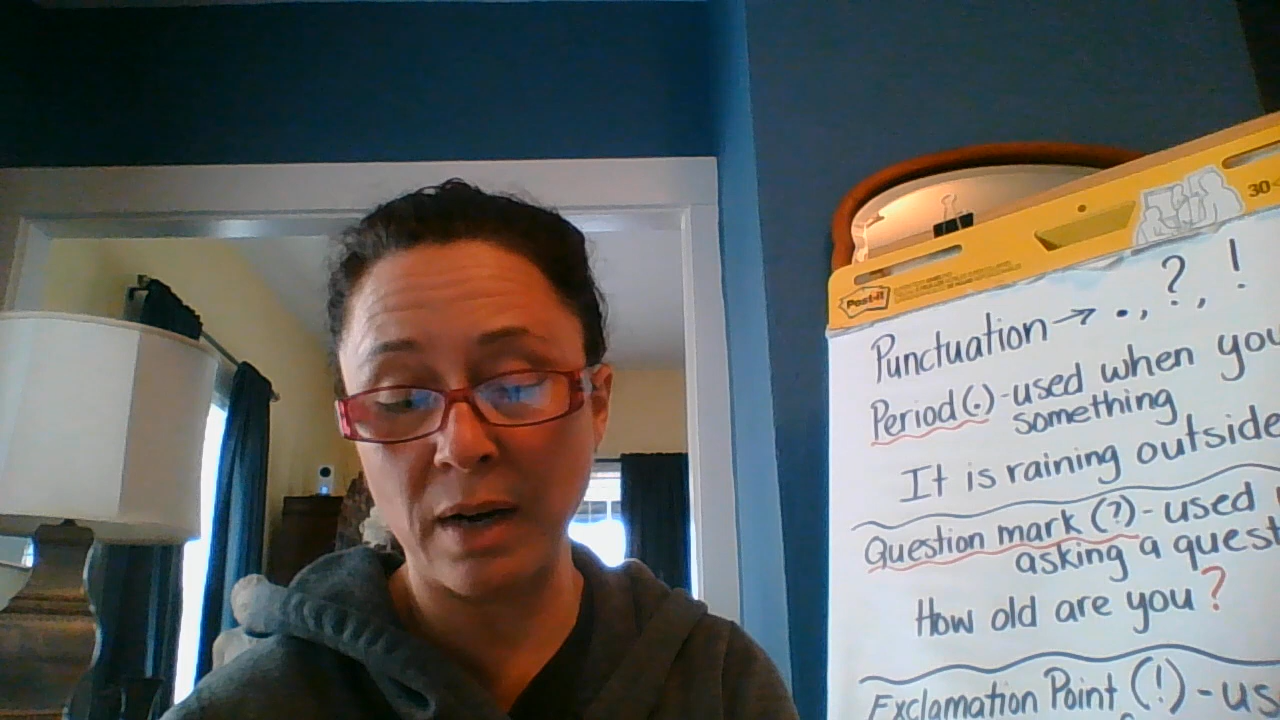 Post-it
30
Punctuation → . , ? , !
Period (.) - used when you
something
It is raining outside
Question mark (?) - used
asking a quest
How old are you?
Exclamation Point (!) - us